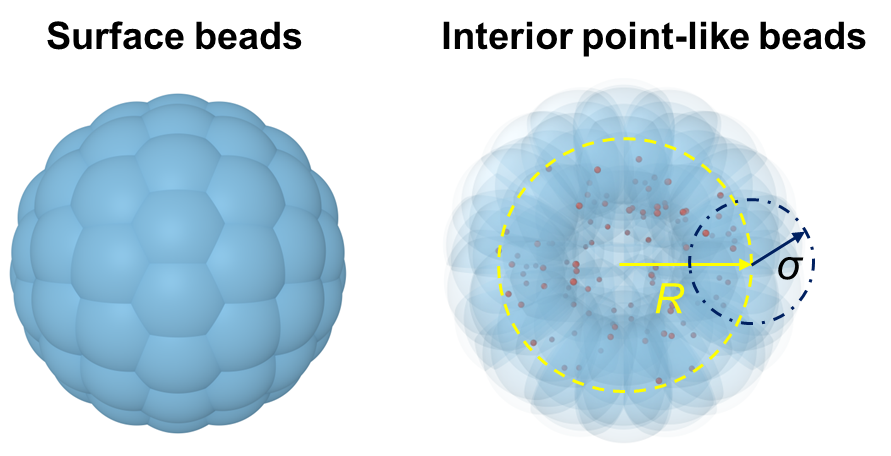 Surface beads
Interior point-like beads
R
σ